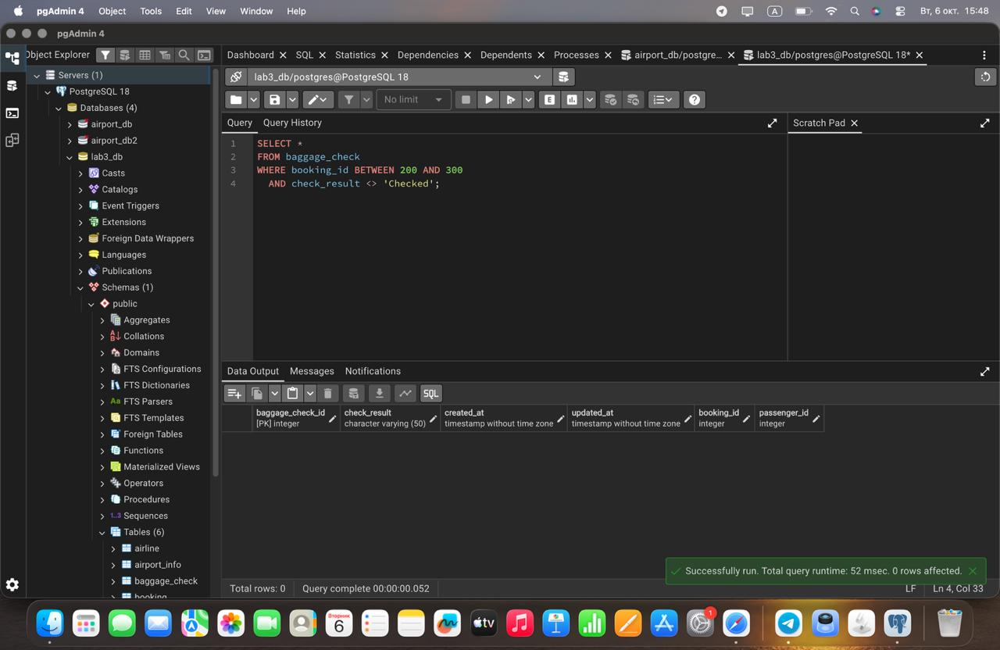 pgAdmin 4 Object Tools Edit View Window Help A Вт, 6 окт. 15:48
pgAdmin 4
Object Explorer
Dashboard SQL Statistics Dependencies Dependents Processes airport_db/postgre... lab3_db/postgres@PostgreSQL 18*
lab3_db/postgres@PostgreSQL 18
No limit E ?
Servers (1)
PostgreSQL 18
Databases (4)
airport_db
airport_db2
lab3_db
Casts
Catalogs
Event Triggers
Extensions
Foreign Data Wrappers
Languages
Publications
Schemas (1)
public
Aggregates
Collations
Domains
FTS Configurations
FTS Dictionaries
FTS Parsers
FTS Templates
Foreign Tables
Functions
Materialized Views
Operators
Procedures
1..3 Sequences
Tables (6)
airline
airport_info
baggage_check
booking
Query Query History
Scratch Pad
1 SELECT *
2 FROM baggage_check
3 WHERE booking_id BETWEEN 200 AND 300
4 AND check_result <> 'Checked';
Data Output Messages Notifications
SQL
baggage_check_id check_result created_at updated_at booking_id passenger_id
[PK] integer character varying (50) timestamp without time zone timestamp without time zone integer integer
Successfully run. Total query runtime: 52 msec. 0 rows affected.
Total rows: 0 Query complete 00:00:00.052 LF Ln 4, Col 33
Вторник
6
tv
1